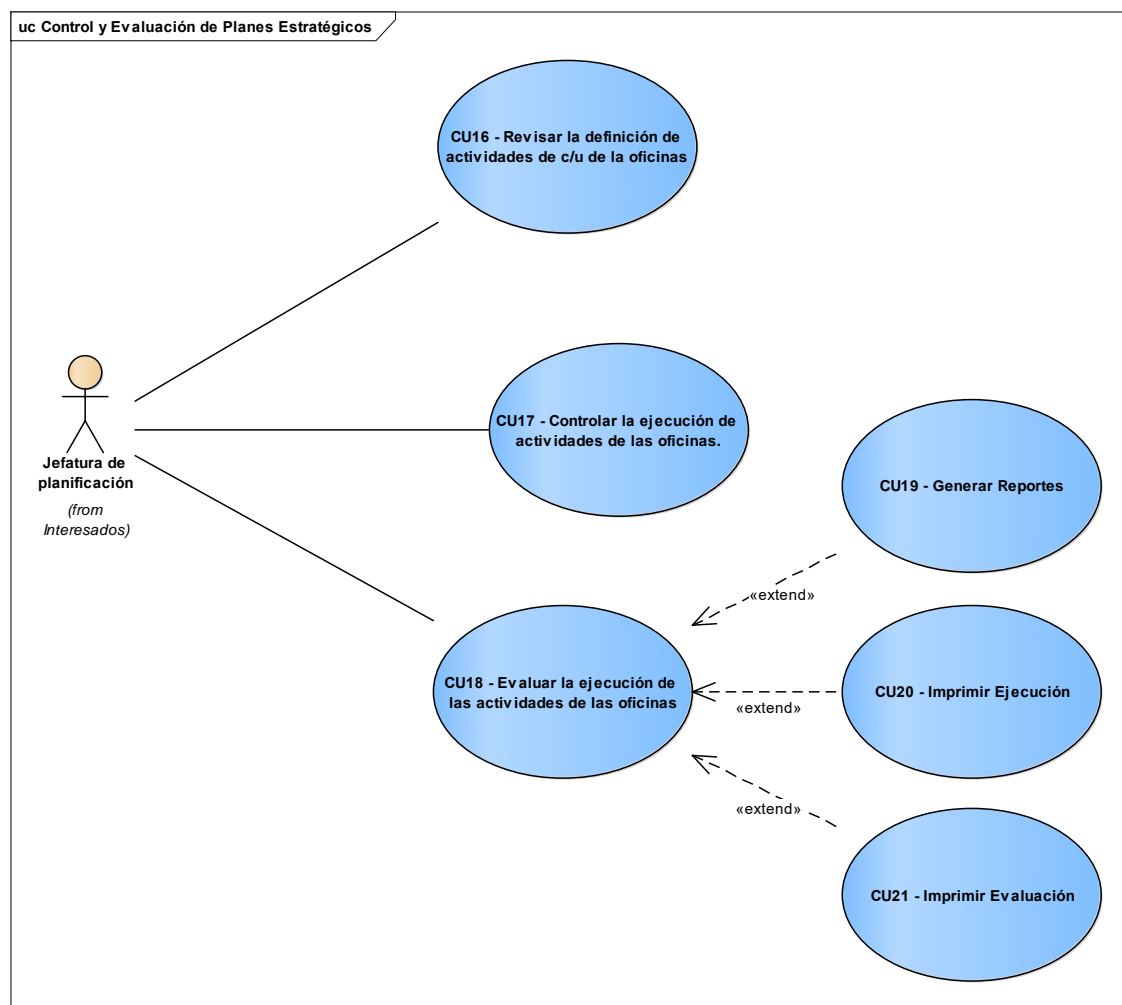 uc Control y Evaluación de Planes Estratégicos
CU16 - Revisar la definición de
actividades de c/u de la oficinas
CU17 - Controlar la ejecución de
actividades de las oficinas.
Jefatura de
planificación
(from
Interesados)
CU19 - Generar Reportes
«extend»
CU18 - Evaluar la ejecución de
las actividades de las oficinas
CU20 - Imprimir Ejecución
«extend»
«extend»
CU21 - Imprimir Evaluación